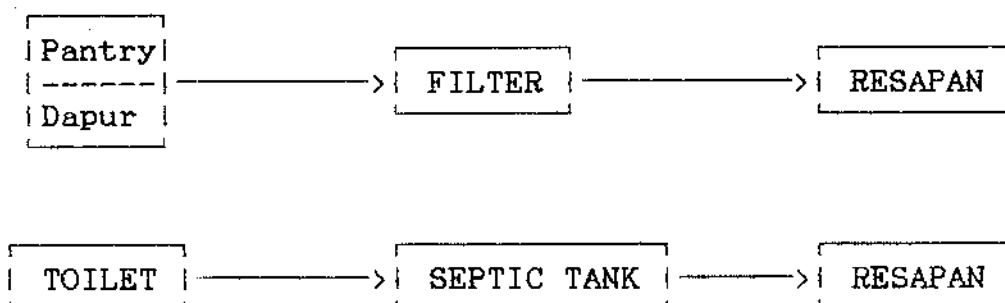 Pantry
------
Dapur
FILTER
RESAPAN
TOILET
SEPTIC TANK
RESAPAN